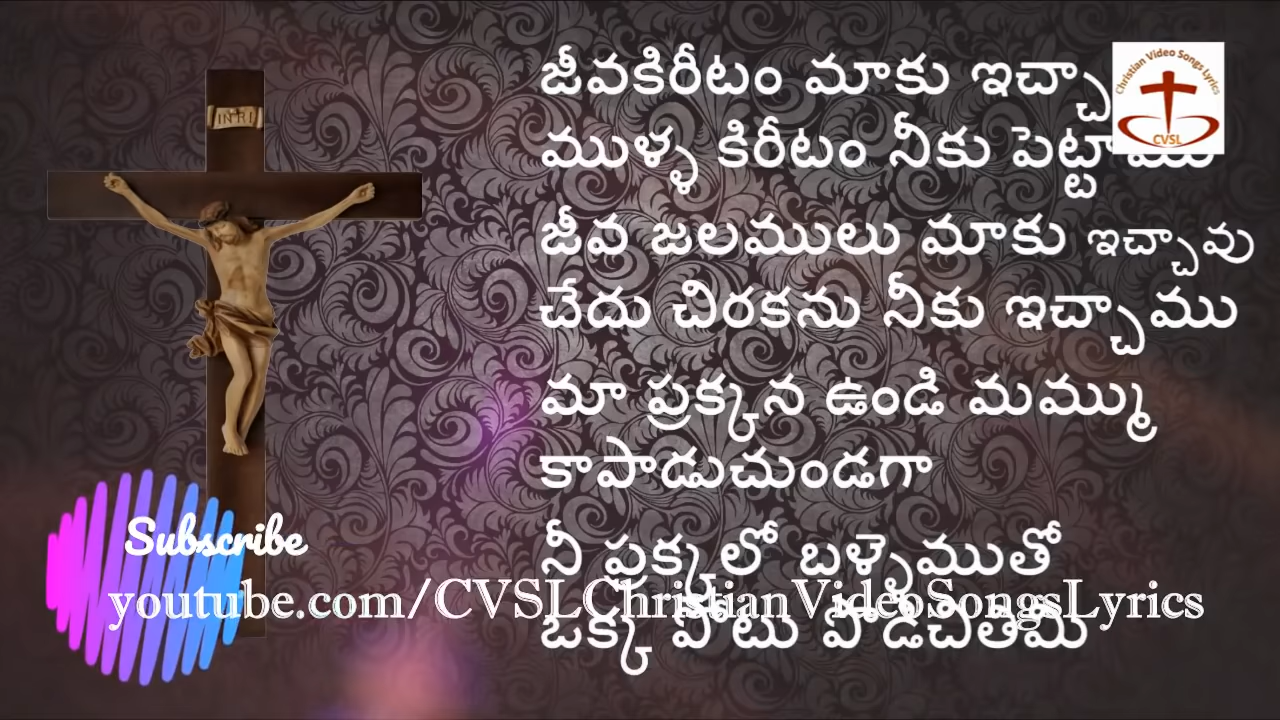 INRI
జీవకిరీటం మాకు
Christian Video Songs Lyrics
CVSL
ముళ్ళ కిరీటం నీకు పెట్టాము
జీవ జలములు మాకు ఇచ్చావు
చేదు చిరకను నీకు ఇచ్చాము
మా ప్రక్కన ఉండి మమ్ము
కాపాడుచుండగా
నీ ప్రక్కలో బళ్ళెముతో
ఒక్క పోటు పొడిచితిమి
Subscribe
youtube.com/CVSLChristianVideoSongsLyrics